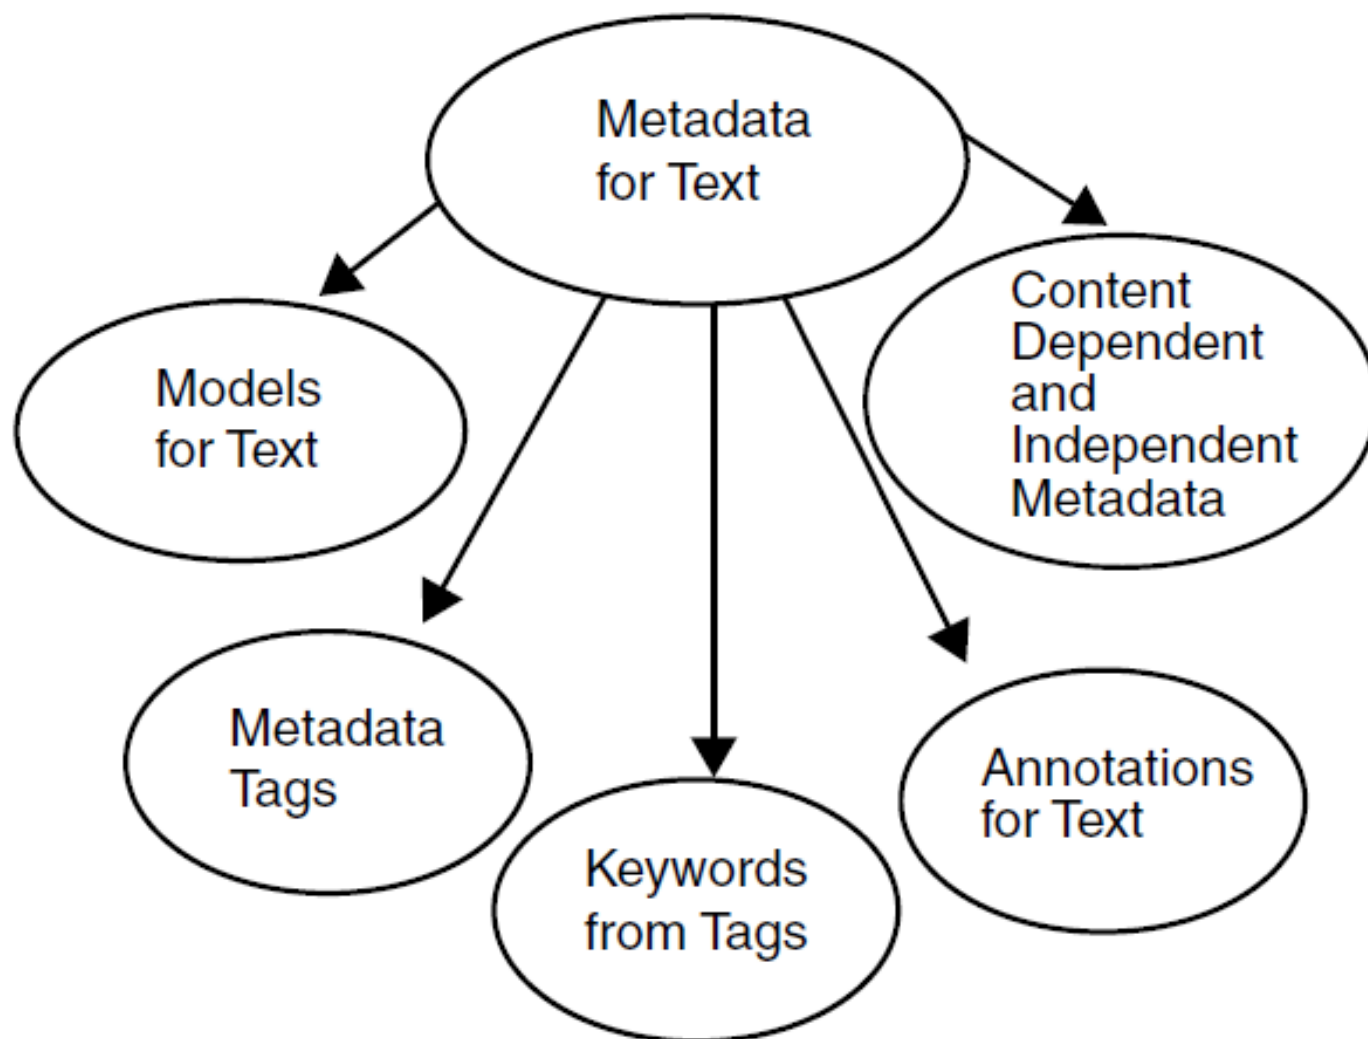 Metadata
for Text
Content
Dependent
and
Independent
Metadata
Models
for Text
Metadata
Tags
Annotations
for Text
Keywords
from Tags